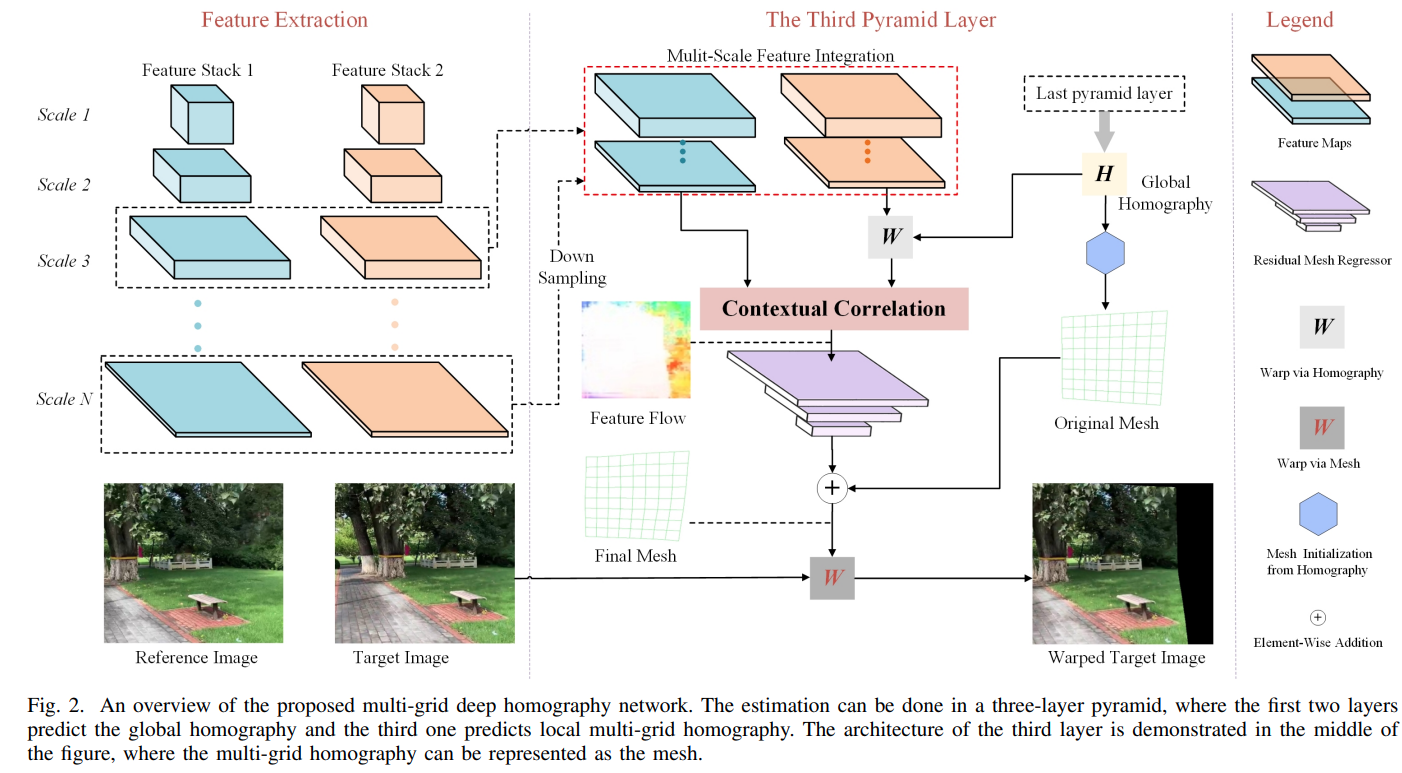 Feature Extraction
The Third Pyramid Layer
Legend
Feature Stack 1
Feature Stack 2
Scale 1
Scale 2
Scale 3
Scale N
Reference Image
Target Image
Mulit-Scale Feature Integration
Down
Sampling
Last pyramid layer
H
Global
Homography
W
Contextual Correlation
Feature Flow
Original Mesh
+
Final Mesh
W
Warped Target Image
Feature Maps
Residual Mesh Regressor
W
Warp via Homography
W
Warp via Mesh
Mesh Initialization
from Homography
+
Element-Wise Addition
Fig. 2. An overview of the proposed multi-grid deep homography network. The estimation can be done in a three-layer pyramid, where the first two layers
predict the global homography and the third one predicts local multi-grid homography. The architecture of the third layer is demonstrated in the middle of
the figure, where the multi-grid homography can be represented as the mesh.